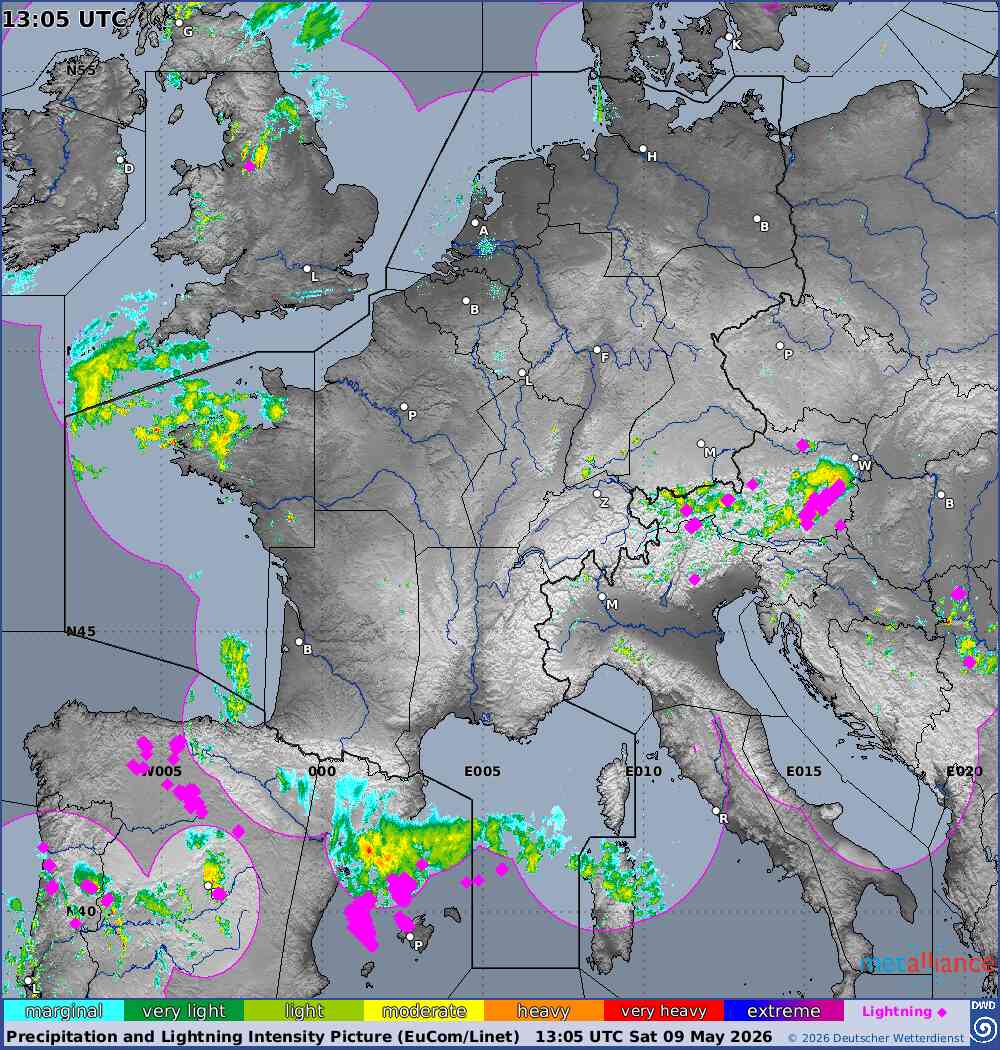 13:05 UTC
G
K
N55
H
D
A
B
L
B
F
P
L
P
M
W
Z
B
M
N45
B
W005
000
E005
E010
E015
E020
R
N40
P
L
metalliance
marginal very light light moderate heavy very heavy extreme Lightning DWD
Precipitation and Lightning Intensity Picture (EuCom/Linet) 13:05 UTC Sat 09 May 2026 © 2026 Deutscher Wetterdienst